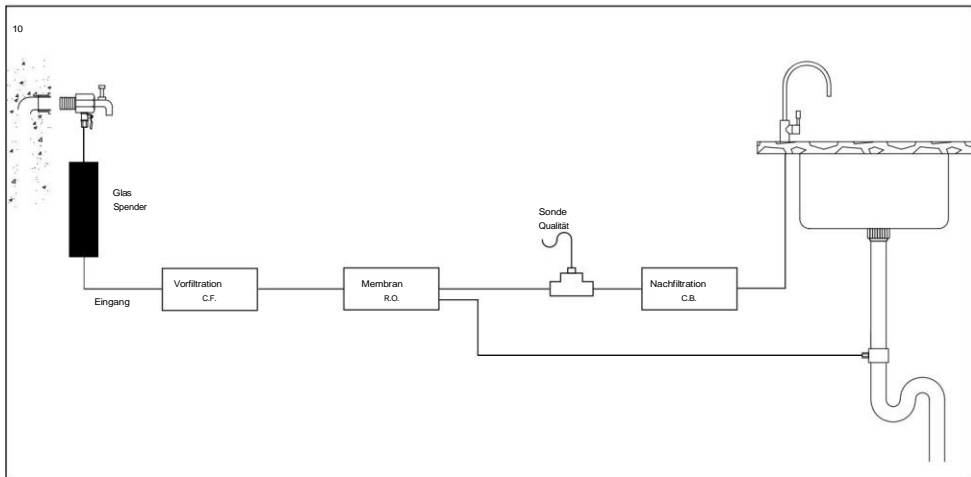 10
Glas
Spender
Eingang
Vorfiltration
C.F.
Membran
R.O.
Sonde
Qualität
Nachfiltration
C.B.